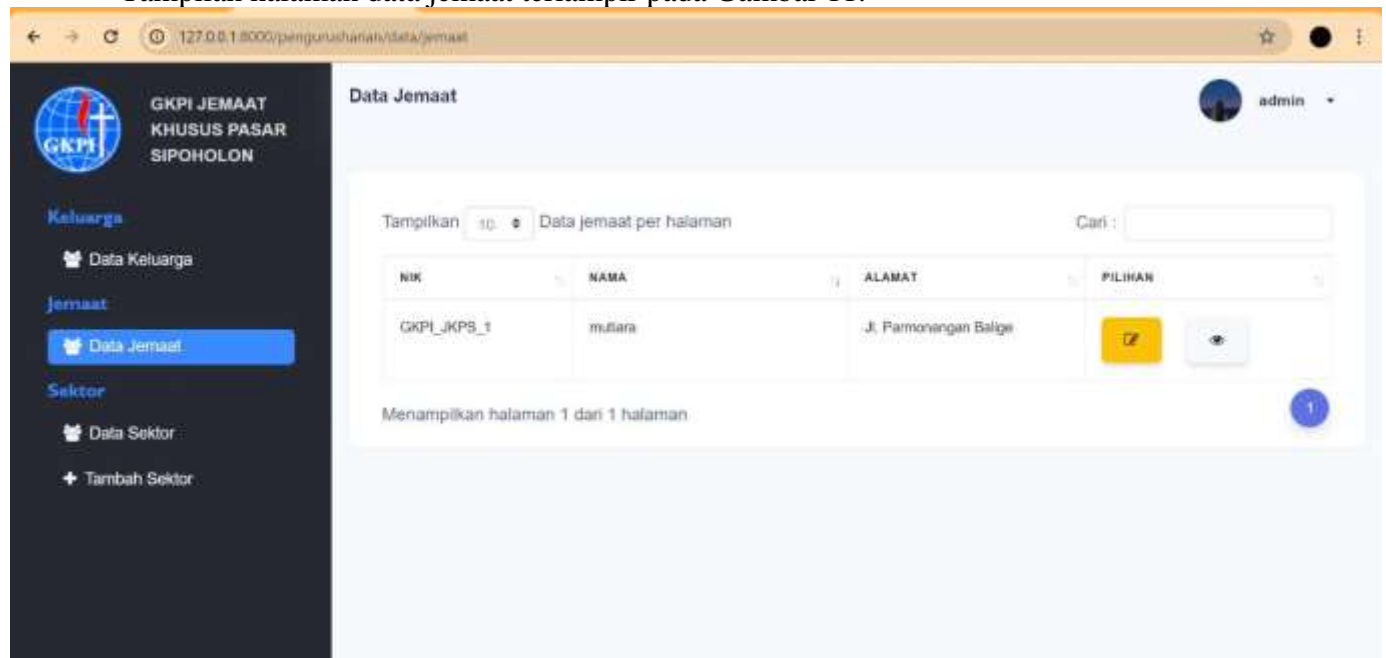 127.0.0.1:8000/pengurusharian/data/jemaat
GKPI JEMAAT
KHUSUS PASAR
SIPOHOLON
GKPI
Data Jemaat
admin
Keluarga
Data Keluarga
Jemaat
Data Jemaat
Sektor
Data Sektor
Tambah Sektor
Tampilkan 10 Data jemaat per halaman
Cari :
NIK NAMA ALAMAT PILIHAN
GKPI_JKPS_1 mutiara Jl. Parmonangan Balige
Menampilkan halaman 1 dari 1 halaman
1